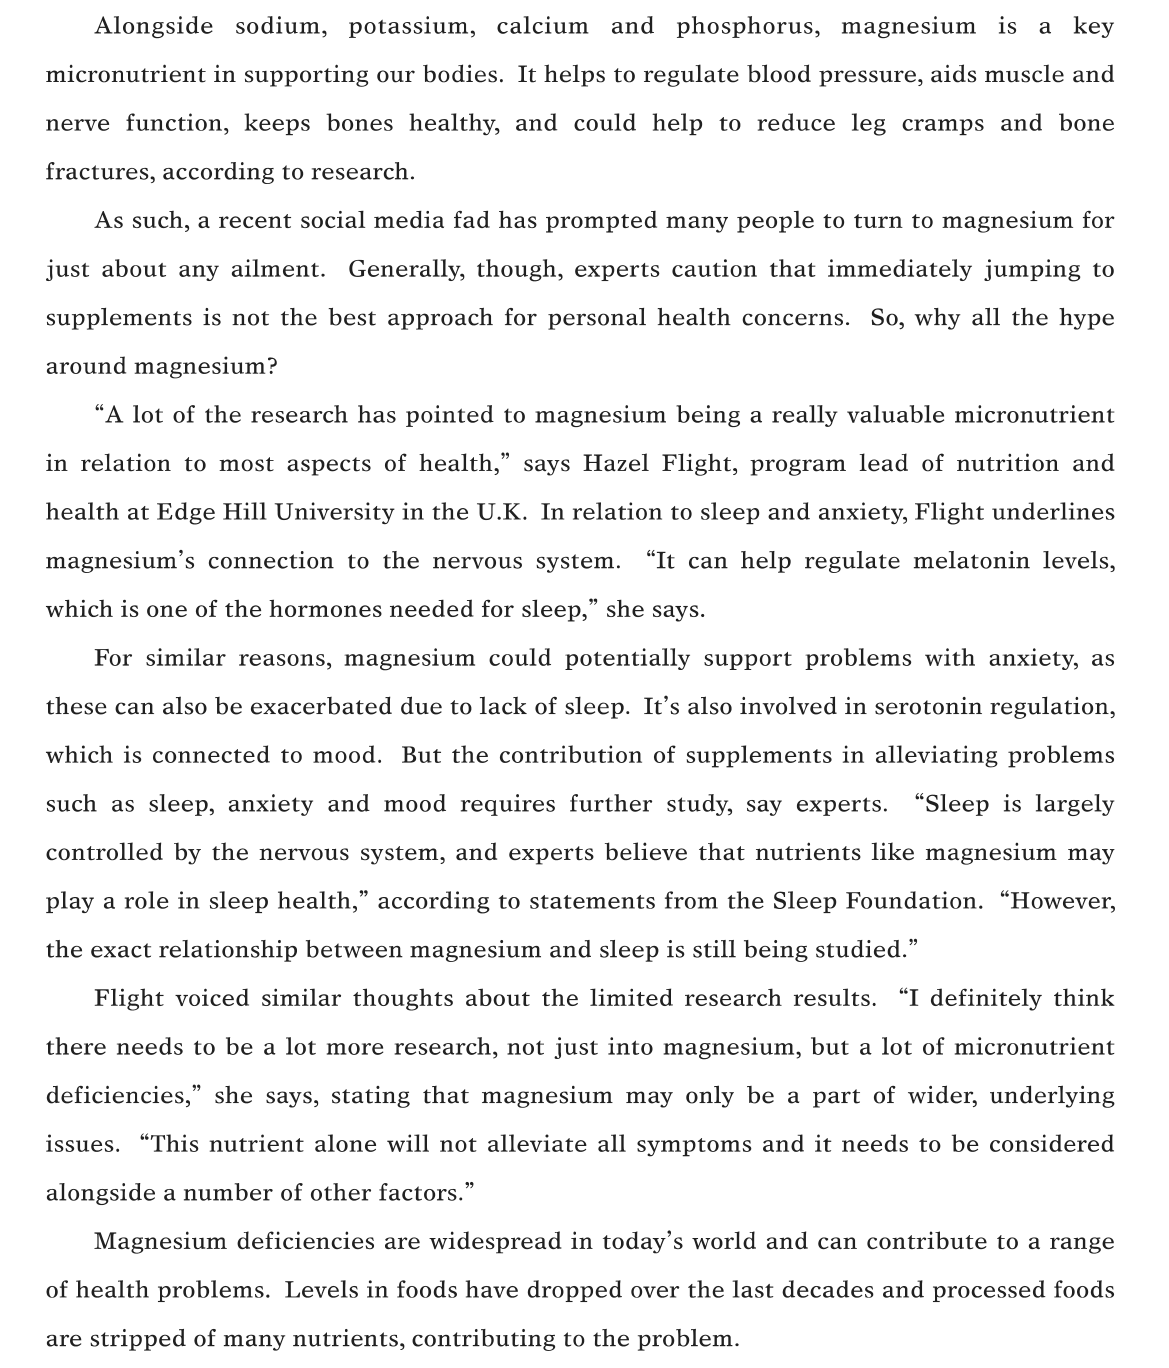 Alongside sodium, potassium, calcium and phosphorus, magnesium is a key
micronutrient in supporting our bodies. It helps to regulate blood pressure, aids muscle and
nerve function, keeps bones healthy, and could help to reduce leg cramps and bone
fractures, according to research.
As such, a recent social media fad has prompted many people to turn to magnesium for
just about any ailment. Generally, though, experts caution that immediately jumping to
supplements is not the best approach for personal health concerns. So, why all the hype
around magnesium?
“A lot of the research has pointed to magnesium being a really valuable micronutrient
in relation to most aspects of health,” says Hazel Flight, program lead of nutrition and
health at Edge Hill University in the U.K. In relation to sleep and anxiety, Flight underlines
magnesium’s connection to the nervous system. “It can help regulate melatonin levels,
which is one of the hormones needed for sleep,” she says.
For similar reasons, magnesium could potentially support problems with anxiety, as
these can also be exacerbated due to lack of sleep. It’s also involved in serotonin regulation,
which is connected to mood. But the contribution of supplements in alleviating problems
such as sleep, anxiety and mood requires further study, say experts. “Sleep is largely
controlled by the nervous system, and experts believe that nutrients like magnesium may
play a role in sleep health,” according to statements from the Sleep Foundation. “However,
the exact relationship between magnesium and sleep is still being studied.”
Flight voiced similar thoughts about the limited research results. “I definitely think
there needs to be a lot more research, not just into magnesium, but a lot of micronutrient
deficiencies,” she says, stating that magnesium may only be a part of wider, underlying
issues. “This nutrient alone will not alleviate all symptoms and it needs to be considered
alongside a number of other factors.”
Magnesium deficiencies are widespread in today’s world and can contribute to a range
of health problems. Levels in foods have dropped over the last decades and processed foods
are stripped of many nutrients, contributing to the problem.